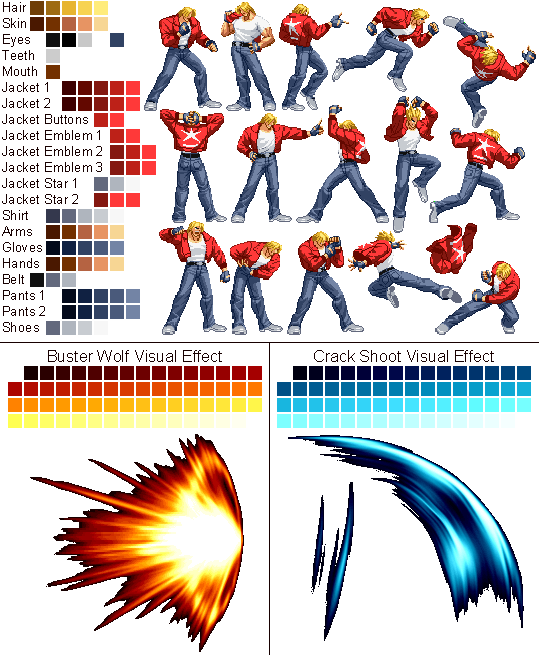 Hair
Skin
Eyes
Teeth
Mouth
Jacket 1
Jacket 2
Jacket Buttons
Jacket Emblem 1
Jacket Emblem 2
Jacket Emblem 3
Jacket Star 1
Jacket Star 2
Shirt
Arms
Gloves
Hands
Belt
Pants 1
Pants 2
Shoes
Buster Wolf Visual Effect
Crack Shoot Visual Effect